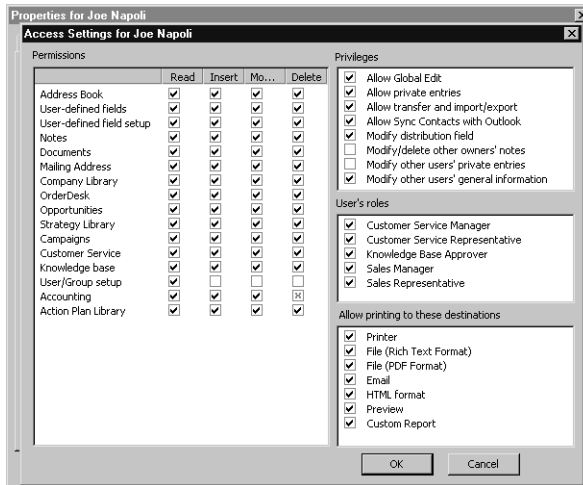 Properties for Joe Napoli
Access Settings for Joe Napoli
Permissions
Read Insert Mo... Delete
Address Book
User-defined fields
User-defined field setup
Notes
Documents
Mailing Address
Company Library
OrderDesk
Opportunities
Strategy Library
Campaigns
Customer Service
Knowledge base
User/Group setup
Accounting
Action Plan Library
Privileges
Allow Global Edit
Allow private entries
Allow transfer and import/export
Allow Sync Contacts with Outlook
Modify distribution field
Modify/delete other owners' notes
Modify other users' private entries
Modify other users' general information
User's roles
Customer Service Manager
Customer Service Representative
Knowledge Base Approver
Sales Manager
Sales Representative
Allow printing to these destinations
Printer
File (Rich Text Format)
File (PDF Format)
Email
HTML format
Preview
Custom Report
OK Cancel